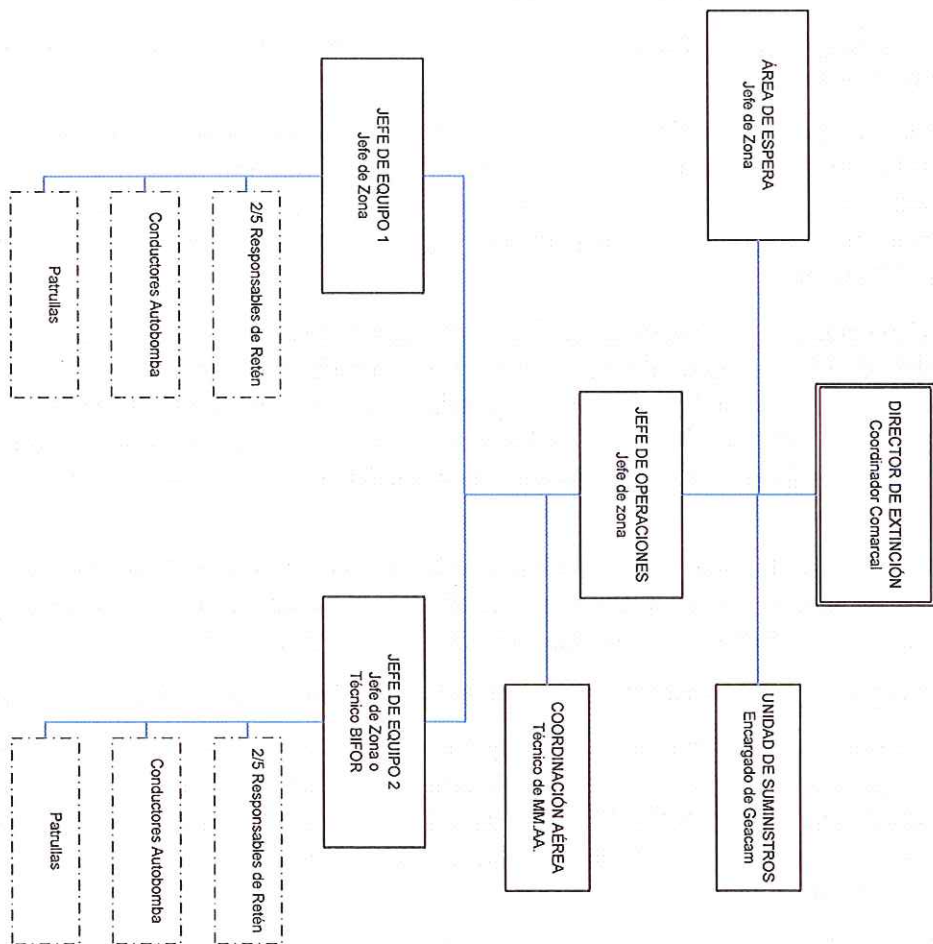 DIRECTOR DE EXTINCIÓN
Coordinador Comarcal
ÁREA DE ESPERA
Jefe de Zona
UNIDAD DE SUMINISTROS
Encargado de Geacam
JEFE DE OPERACIONES
Jefe de zona
COORDINACIÓN AÉREA
Técnico de MM.AA.
JEFE DE EQUIPO 1
Jefe de Zona
2/5 Responsables de Retén
Conductores Autobomba
Patrullas
JEFE DE EQUIPO 2
Jefe de Zona o
Técnico BIFOR
2/5 Responsables de Retén
Conductores Autobomba
Patrullas